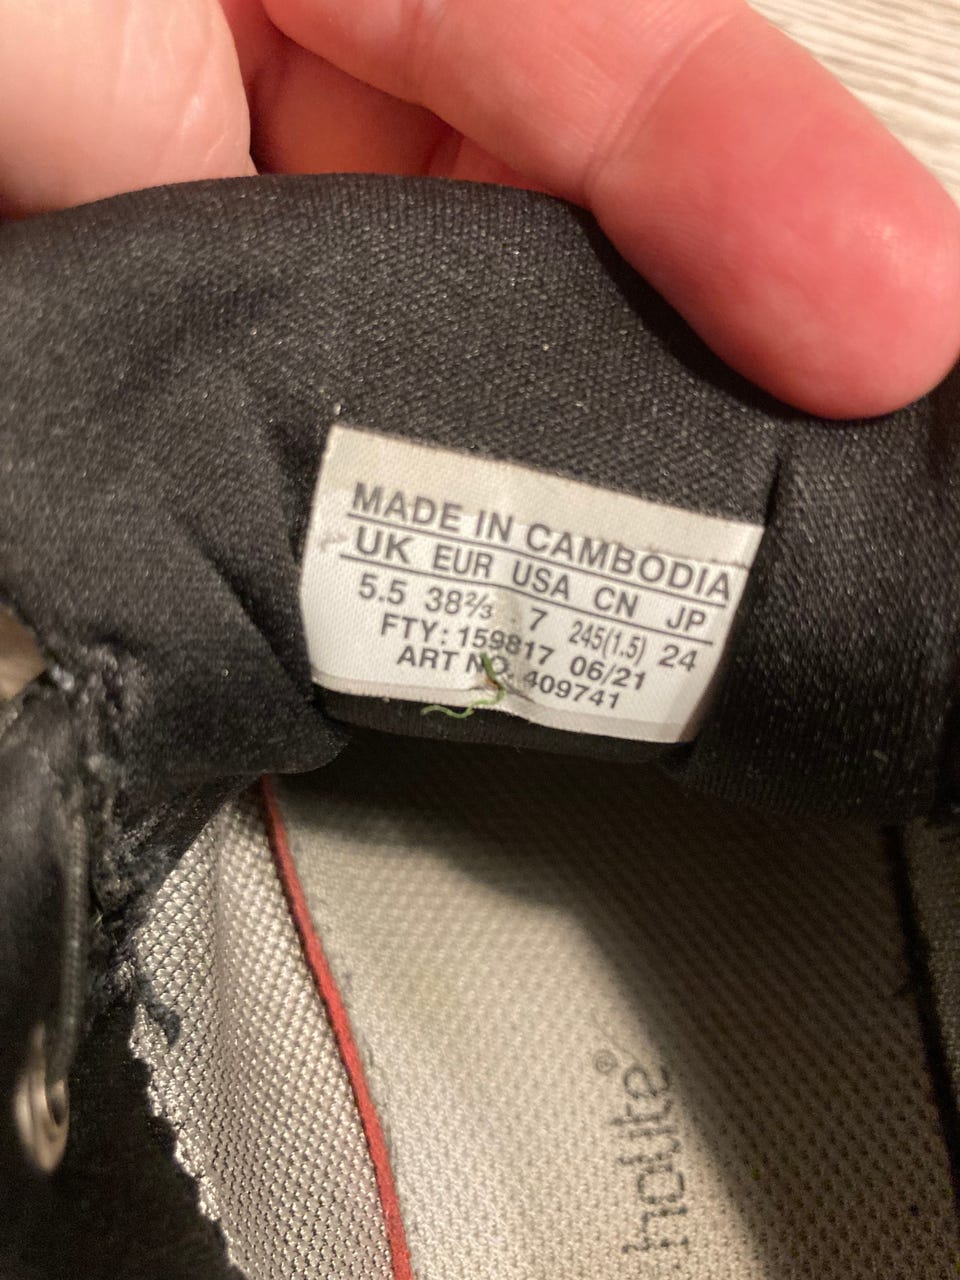 MADE IN CAMBODIA
UK EUR USA CN JP
5.5 38⅔ 7 245(1.5) 24
FTY: 159817 06/21
ART NO. 409741